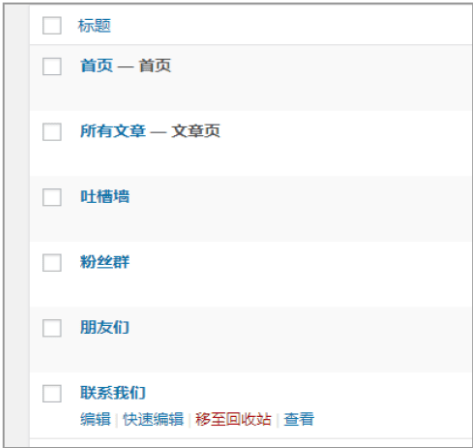 标题
首页 — 首页
所有文章 — 文章页
吐槽墙
粉丝群
朋友们
联系我们
编辑 | 快速编辑 | 移至回收站 | 查看